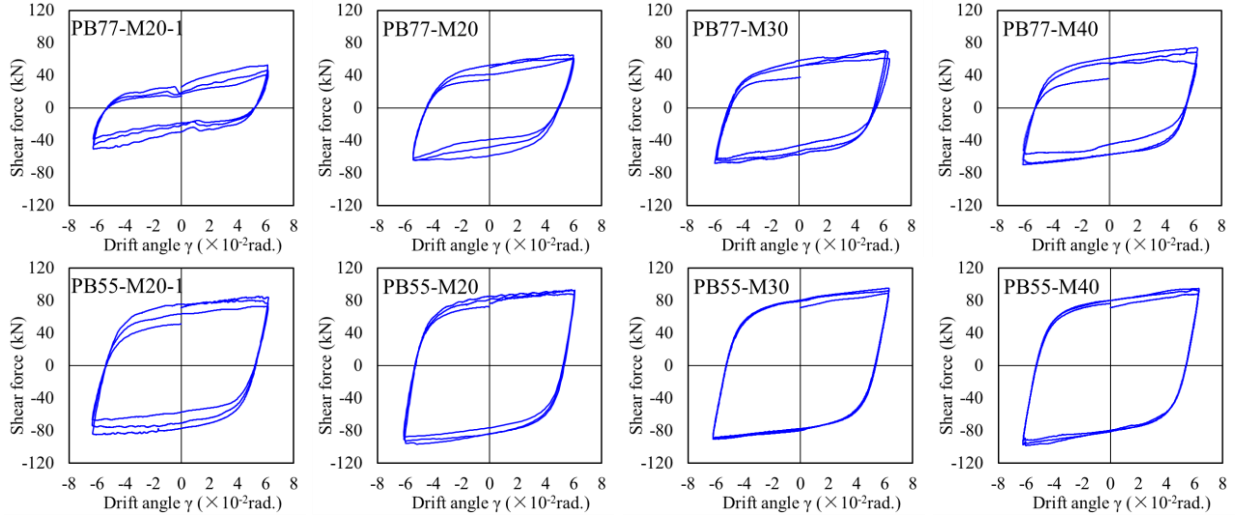 PB77-M20-1
120
80
40
0
-40
-80
-120
Shear force (kN)
-8 -6 -4 -2 0 2 4 6 8
Drift angle γ (×10-2rad.)
PB77-M20
120
80
40
0
-40
-80
-120
Shear force (kN)
-8 -6 -4 -2 0 2 4 6 8
Drift angle γ (×10-2rad.)
PB77-M30
120
80
40
0
-40
-80
-120
Shear force (kN)
-8 -6 -4 -2 0 2 4 6 8
Drift angle γ (×10-2rad.)
PB77-M40
120
80
40
0
-40
-80
-120
Shear force (kN)
-8 -6 -4 -2 0 2 4 6 8
Drift angle γ (×10-2rad.)
PB55-M20-1
120
80
40
0
-40
-80
-120
Shear force (kN)
-8 -6 -4 -2 0 2 4 6 8
Drift angle γ (×10-2rad.)
PB55-M20
120
80
40
0
-40
-80
-120
Shear force (kN)
-8 -6 -4 -2 0 2 4 6 8
Drift angle γ (×10-2rad.)
PB55-M30
120
80
40
0
-40
-80
-120
Shear force (kN)
-8 -6 -4 -2 0 2 4 6 8
Drift angle γ (×10-2rad.)
PB55-M40
120
80
40
0
-40
-80
-120
Shear force (kN)
-8 -6 -4 -2 0 2 4 6 8
Drift angle γ (×10-2rad.)